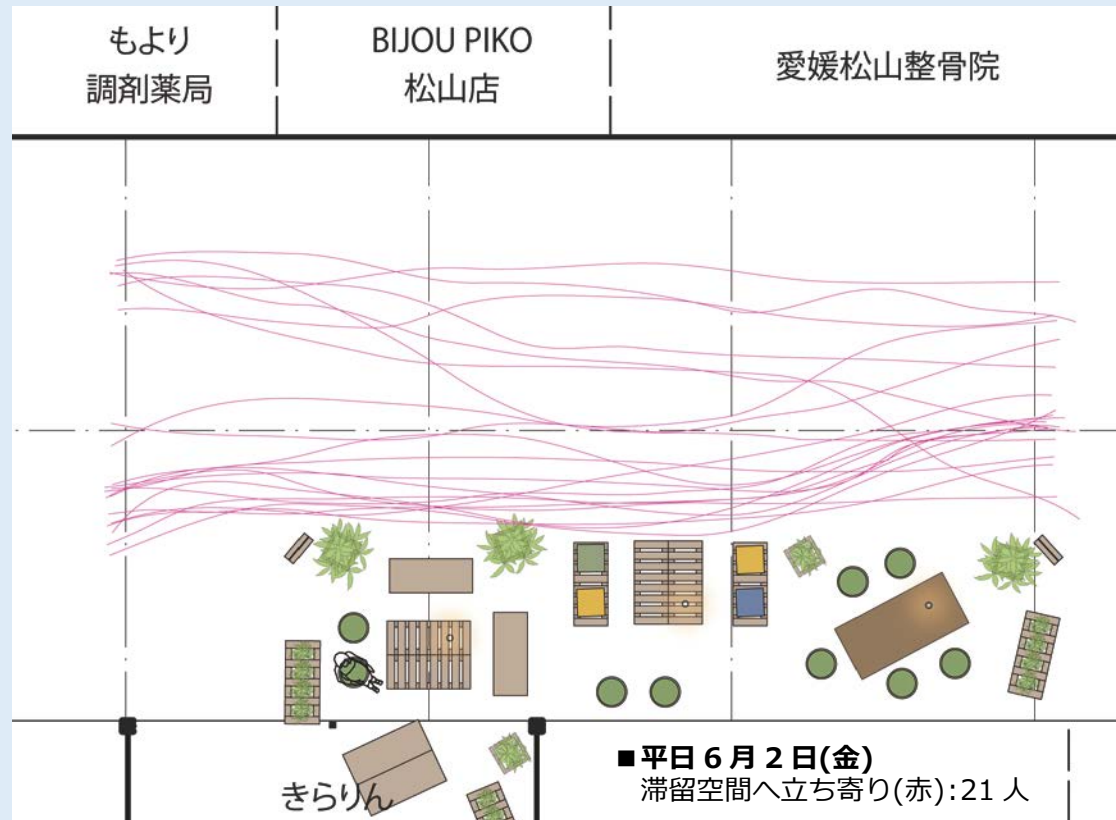 もより
調剤薬局
BIJOU PIKO
松山店
愛媛松山整骨院
きらりん
■平日6月2日(金)
滞留空間へ立ち寄り(赤):21人